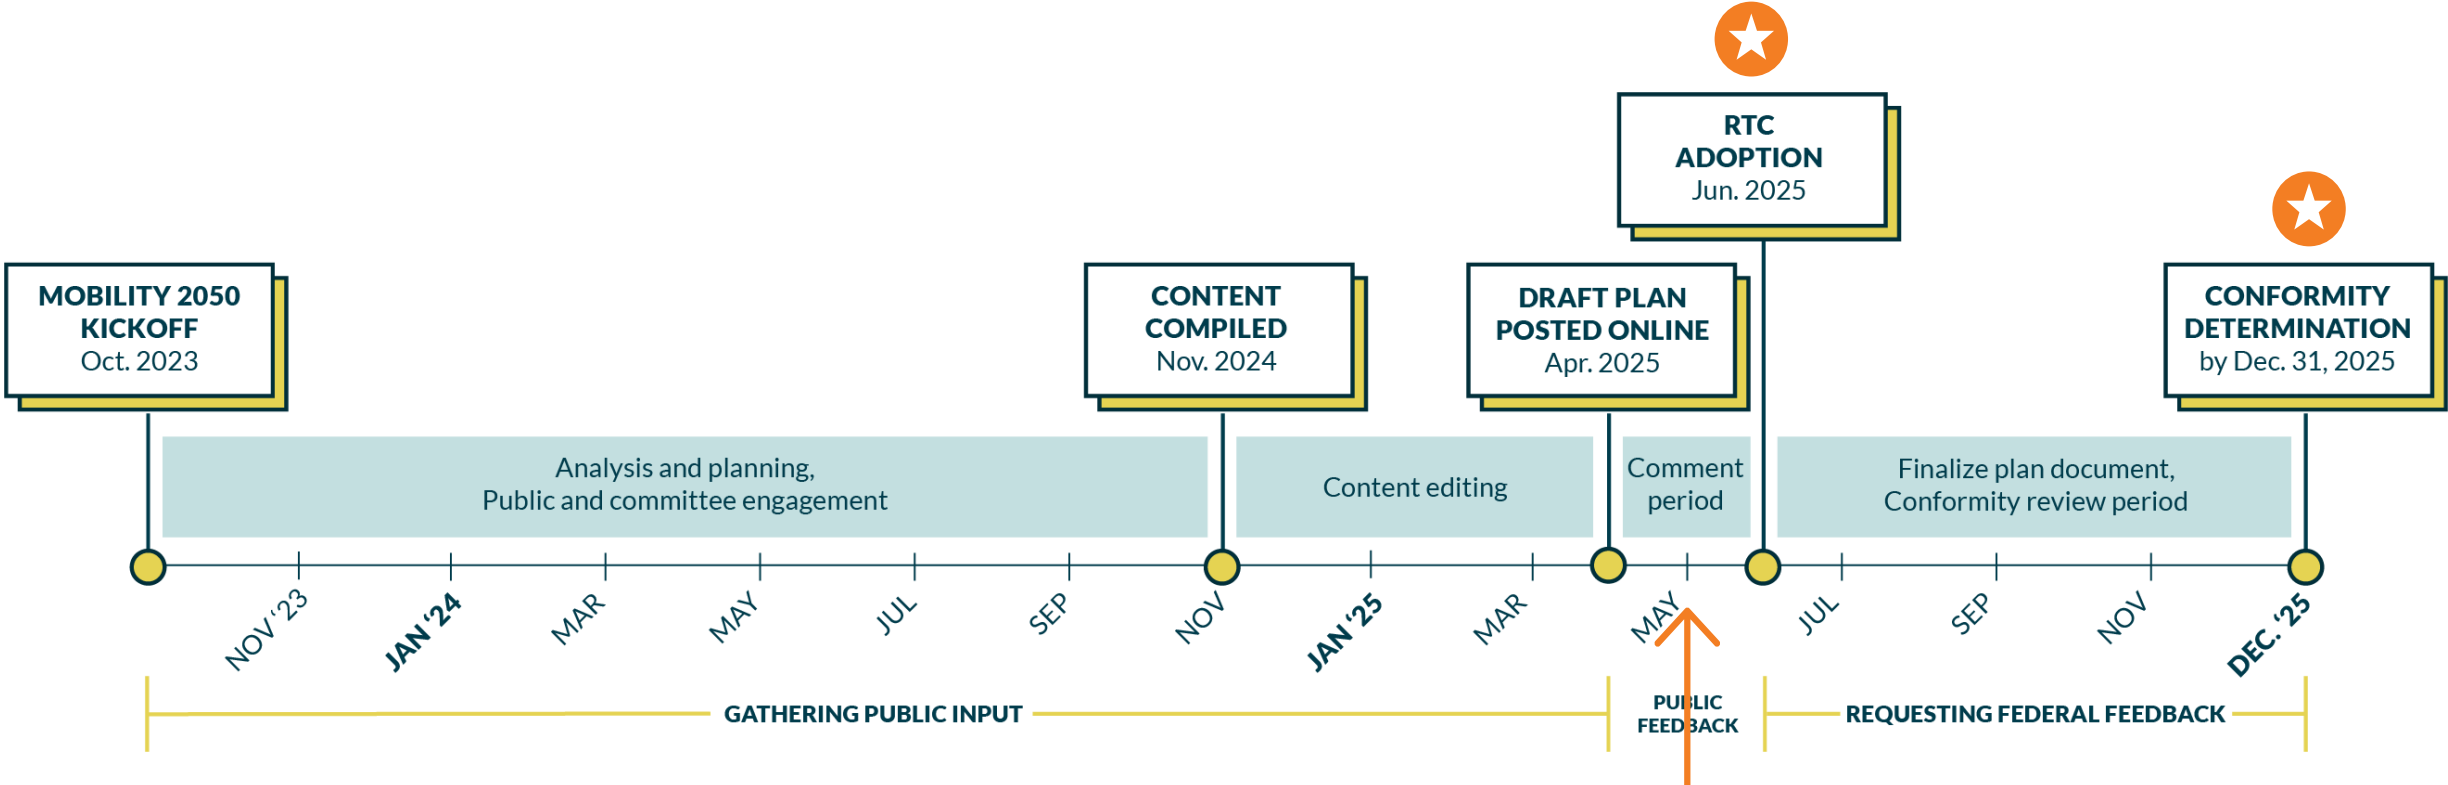 RTC
ADOPTION
Jun. 2025
MOBILITY 2050
KICKOFF
Oct. 2023
CONTENT
COMPILED
Nov. 2024
DRAFT PLAN
POSTED ONLINE
Apr. 2025
CONFORMITY
DETERMINATION
by Dec. 31, 2025
Analysis and planning,
Public and committee engagement
Content editing
Comment
period
Finalize plan document,
Conformity review period
NOV ‘23
JAN ‘24
MAR
MAY
JUL
SEP
NOV
JAN ‘25
MAR
MAY
JUL
SEP
NOV
DEC. ‘25
GATHERING PUBLIC INPUT
PUBLIC
FEEDBACK
REQUESTING FEDERAL FEEDBACK